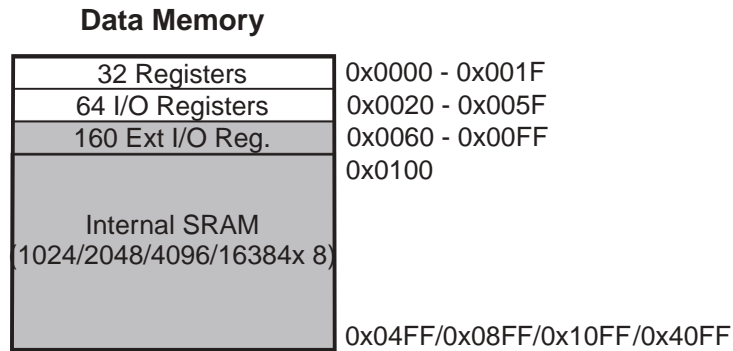 Data Memory
32 Registers 0x0000 - 0x001F
64 I/O Registers 0x0020 - 0x005F
160 Ext I/O Reg. 0x0060 - 0x00FF
0x0100
Internal SRAM
(1024/2048/4096/16384x 8)
0x04FF/0x08FF/0x10FF/0x40FF